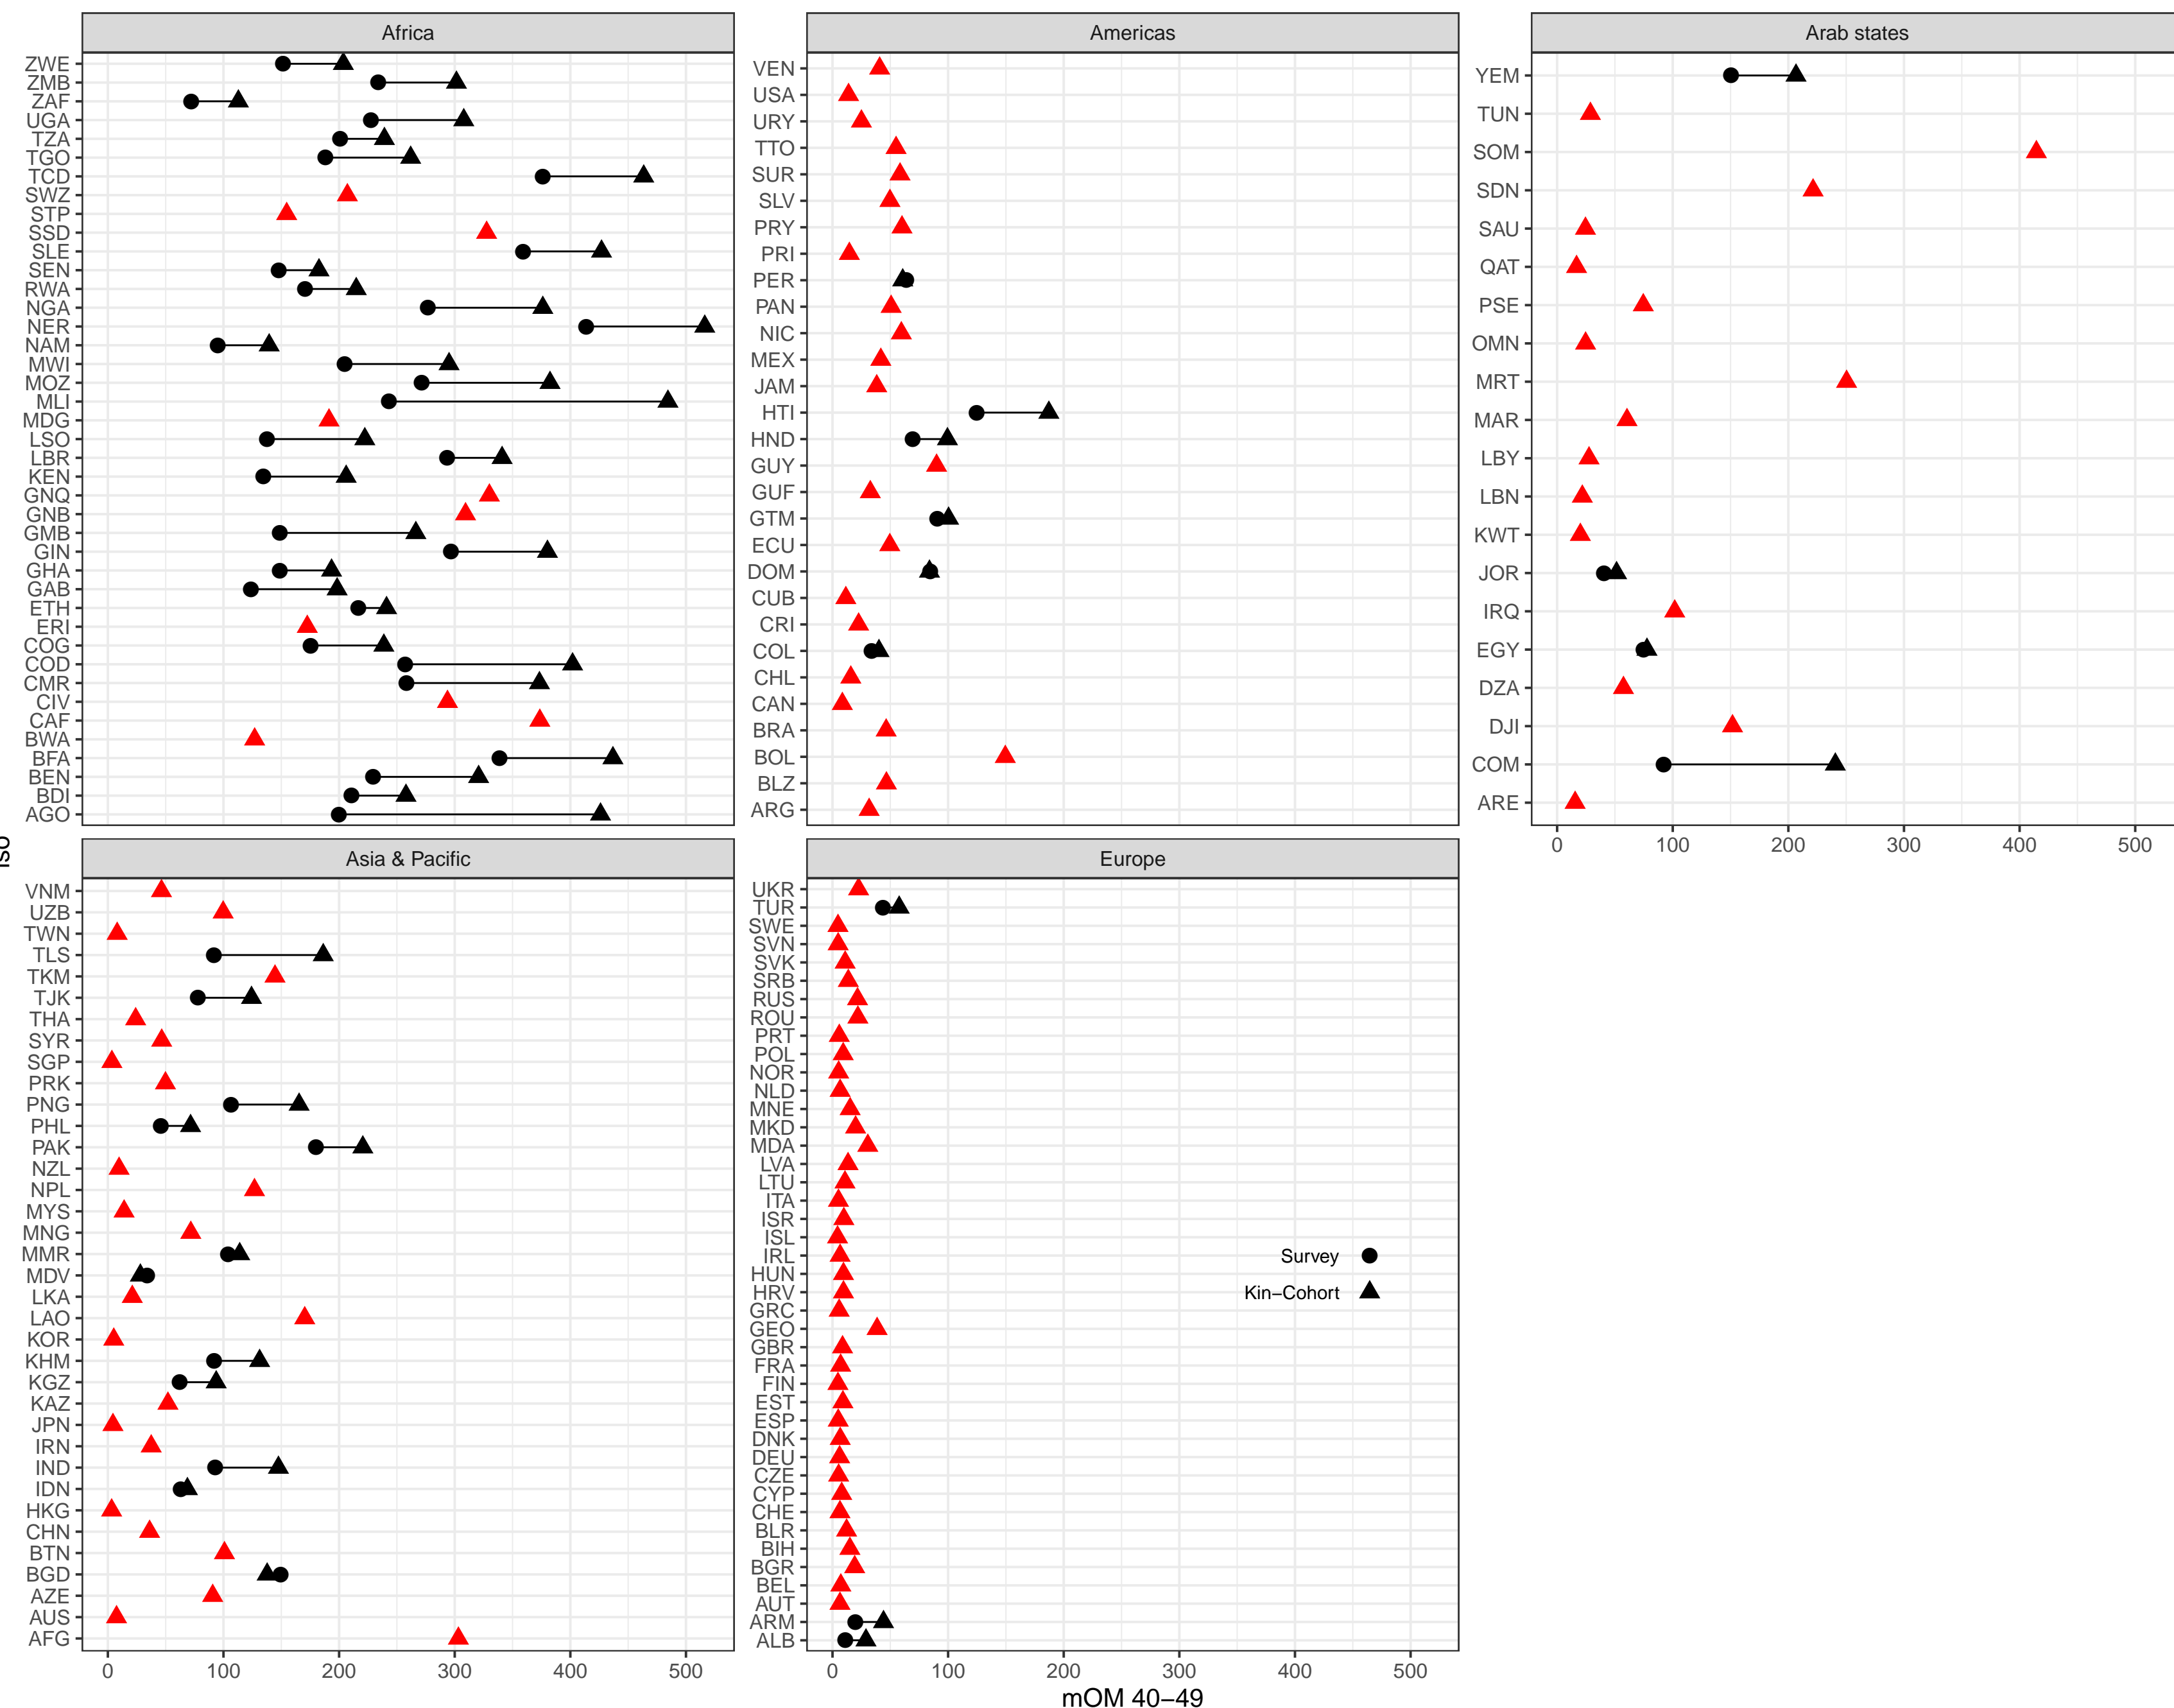 Africa
ZWE
ZMB
ZAF
UGA
TZA
TGO
TCD
SWZ
STP
SSD
SLE
SEN
RWA
NGA
NER
NAM
MWI
MOZ
MLI
MDG
LSO
LBR
KEN
GNQ
GNB
GMB
GIN
GHA
GAB
ETH
ERI
COG
COD
CMR
CIV
CAF
BWA
BFA
BEN
BDI
AGO
Americas
VEN
USA
URY
TTO
SUR
SLV
PRY
PRI
PER
PAN
NIC
MEX
JAM
HTI
HND
GUY
GUF
GTM
ECU
DOM
CUB
CRI
COL
CHL
CAN
BRA
BOL
BLZ
ARG
Arab states
YEM
TUN
SOM
SDN
SAU
QAT
PSE
OMN
MRT
MAR
LBY
LBN
KWT
JOR
IRQ
EGY
DZA
DJI
COM
ARE
0 100 200 300 400 500
iso
Asia & Pacific
VNM
UZB
TWN
TLS
TKM
TJK
THA
SYR
SGP
PRK
PNG
PHL
PAK
NZL
NPL
MYS
MNG
MMR
MDV
LKA
LAO
KOR
KHM
KGZ
KAZ
JPN
IRN
IND
IDN
HKG
CHN
BTN
BGD
AZE
AUS
AFG
0 100 200 300 400 500
Europe
UKR
TUR
SWE
SVN
SVK
SRB
RUS
ROU
PRT
POL
NOR
NLD
MNE
MKD
MDA
LVA
LTU
ITA
ISR
ISL
IRL
HUN
HRV
GRC
GEO
GBR
FRA
FIN
EST
ESP
DNK
DEU
CZE
CYP
CHE
BLR
BIH
BGR
BEL
AUT
ARM
ALB
Survey
Kin−Cohort
0 100 200 300 400 500
mOM 40−49